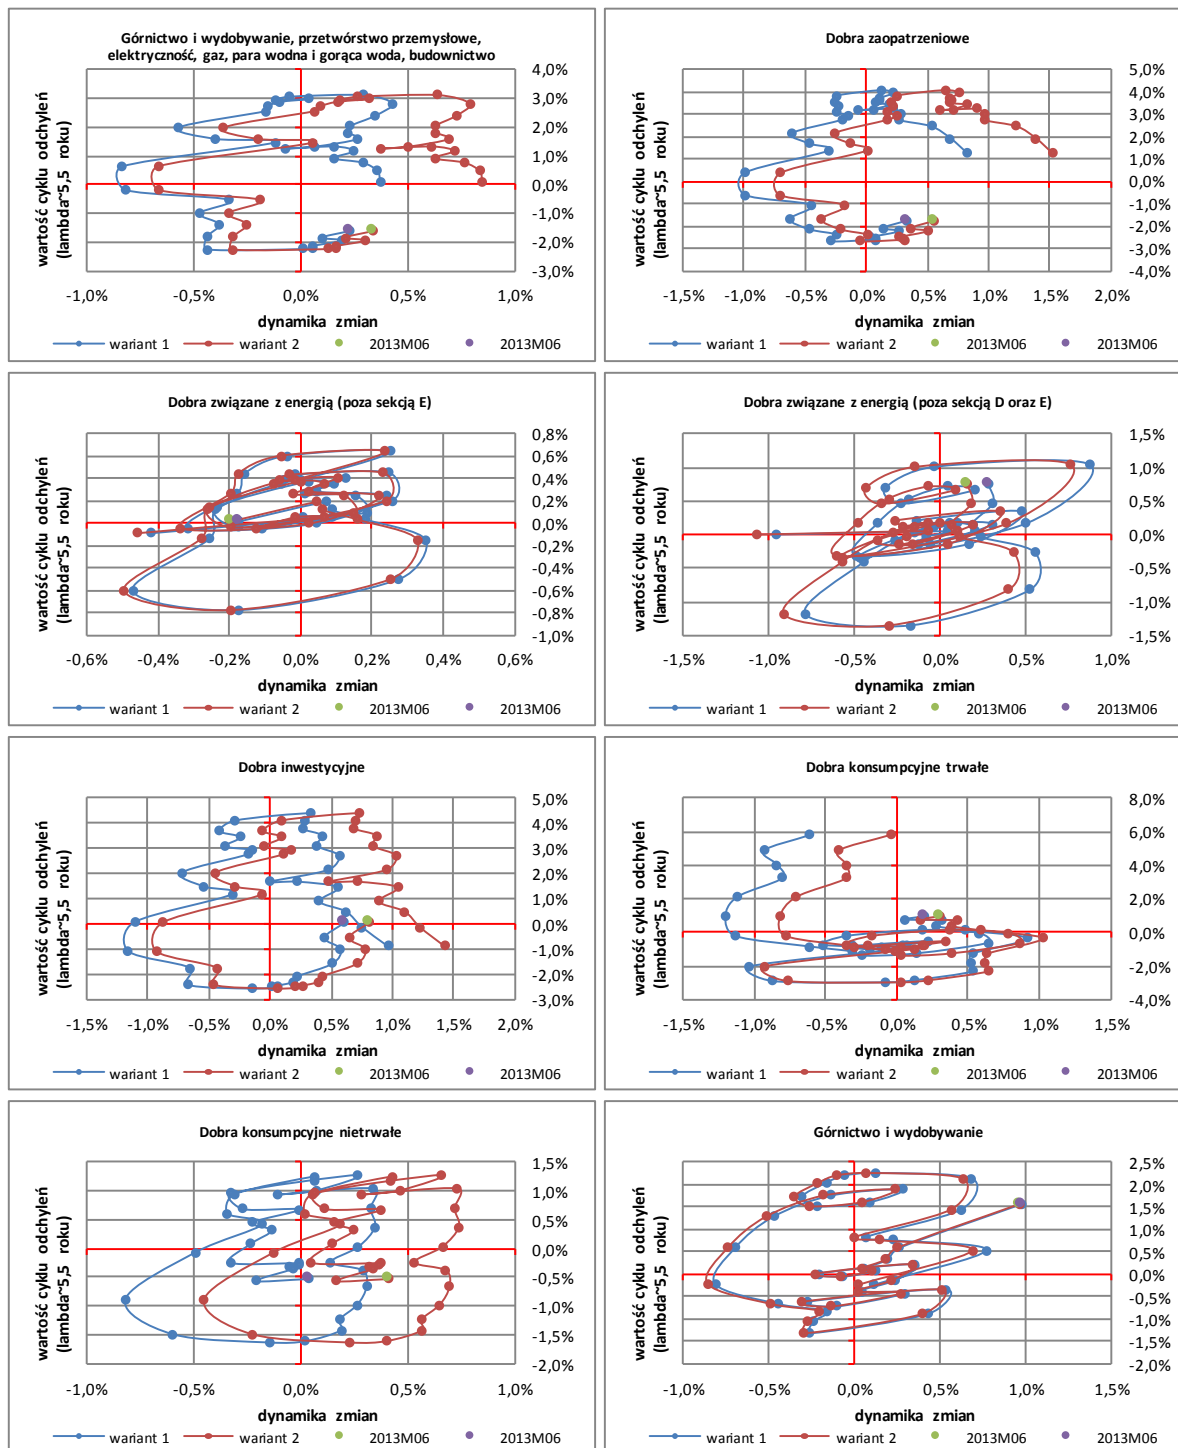 Górnictwo i wydobywanie, przetwórstwo przemysłowe,
elektryczność, gaz, para wodna i gorąca woda, budownictwo
4,0%
3,0%
2,0%
1,0%
0,0%
-1,0%
-2,0%
-3,0%
wartość cyklu odchyleń
(lambda~5,5 roku)
-1,0% -0,5% 0,0% 0,5% 1,0%
dynamika zmian
wariant 1 wariant 2 2013M06 2013M06
Dobra zaopatrzeniowe
5,0%
4,0%
3,0%
2,0%
1,0%
0,0%
-1,0%
-2,0%
-3,0%
-4,0%
wartość cyklu odchyleń
(lambda~5,5 roku)
-1,5% -1,0% -0,5% 0,0% 0,5% 1,0% 1,5% 2,0%
dynamika zmian
wariant 1 wariant 2 2013M06 2013M06
Dobra związane z energią (poza sekcją E)
0,8%
0,6%
0,4%
0,2%
0,0%
-0,2%
-0,4%
-0,6%
-0,8%
-1,0%
wartość cyklu odchyleń
(lambda~5,5 roku)
-0,6% -0,4% -0,2% 0,0% 0,2% 0,4% 0,6%
dynamika zmian
wariant 1 wariant 2 2013M06 2013M06
Dobra związane z energią (poza sekcją D oraz E)
1,5%
1,0%
0,5%
0,0%
-0,5%
-1,0%
-1,5%
wartość cyklu odchyleń
(lambda~5,5 roku)
-1,5% -1,0% -0,5% 0,0% 0,5% 1,0%
dynamika zmian
wariant 1 wariant 2 2013M06 2013M06
Dobra inwestycyjne
5,0%
4,0%
3,0%
2,0%
1,0%
0,0%
-1,0%
-2,0%
-3,0%
wartość cyklu odchyleń
(lambda~5,5 roku)
-1,5% -1,0% -0,5% 0,0% 0,5% 1,0% 1,5% 2,0%
dynamika zmian
wariant 1 wariant 2 2013M06 2013M06
Dobra konsumpcyjne trwałe
8,0%
6,0%
4,0%
2,0%
0,0%
-2,0%
-4,0%
wartość cyklu odchyleń
(lambda~5,5 roku)
-1,5% -1,0% -0,5% 0,0% 0,5% 1,0% 1,5%
dynamika zmian
wariant 1 wariant 2 2013M06 2013M06
Dobra konsumpcyjne nietrwałe
1,5%
1,0%
0,5%
0,0%
-0,5%
-1,0%
-1,5%
-2,0%
wartość cyklu odchyleń
(lambda~5,5 roku)
-1,0% -0,5% 0,0% 0,5% 1,0%
dynamika zmian
wariant 1 wariant 2 2013M06 2013M06
Górnictwo i wydobywanie
2,5%
2,0%
1,5%
1,0%
0,5%
0,0%
-0,5%
-1,0%
-1,5%
-2,0%
wartość cyklu odchyleń
(lambda~5,5 roku)
-1,0% -0,5% 0,0% 0,5% 1,0% 1,5%
dynamika zmian
wariant 1 wariant 2 2013M06 2013M06